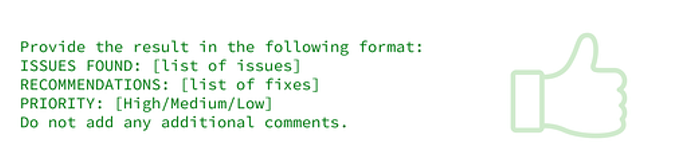 Provide the result in the following format:
ISSUES FOUND: [list of issues]
RECOMMENDATIONS: [list of fixes]
PRIORITY: [High/Medium/Low]
Do not add any additional comments.